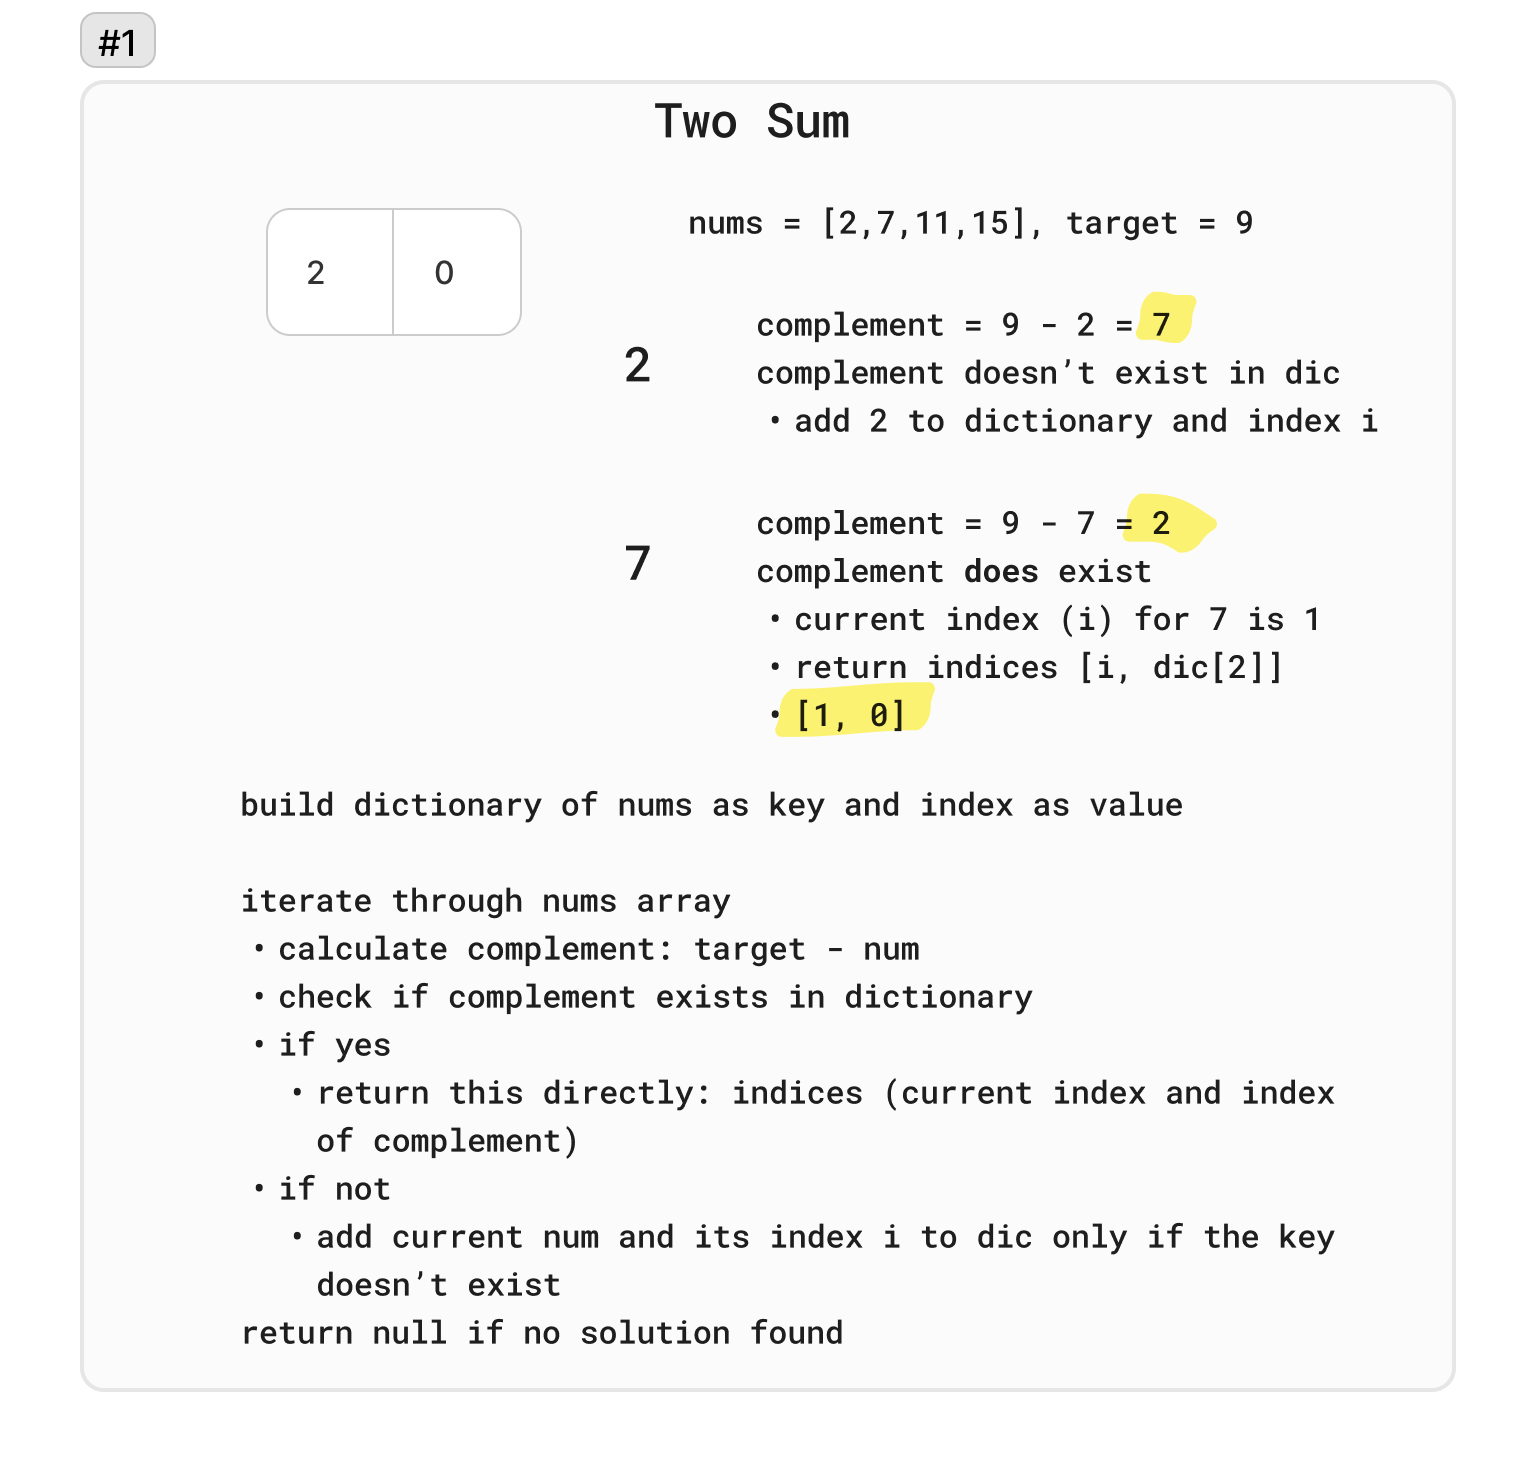 #1
Two Sum
2 0
nums = [2,7,11,15], target = 9
2
complement = 9 - 2 = 7
complement doesn’t exist in dic
• add 2 to dictionary and index i
7
complement = 9 - 7 = 2
complement does exist
• current index (i) for 7 is 1
• return indices [i, dic[2]]
• [1, 0]
build dictionary of nums as key and index as value
iterate through nums array
• calculate complement: target - num
• check if complement exists in dictionary
• if yes
• return this directly: indices (current index and index
of complement)
• if not
• add current num and its index i to dic only if the key
doesn’t exist
return null if no solution found